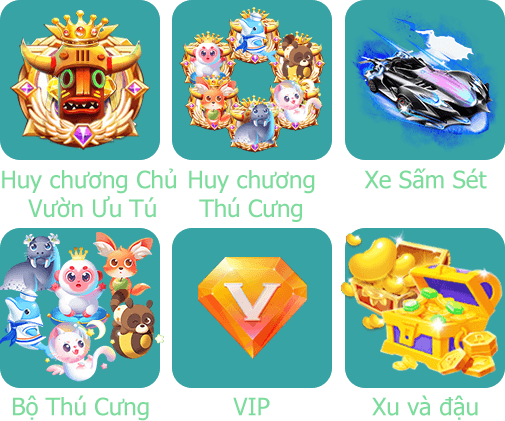 Huy chương Chủ
Vườn Ưu Tú
Huy chương
Thú Cưng
Xe Sấm Sét
V
Bộ Thú Cưng
VIP
Xu và đậu